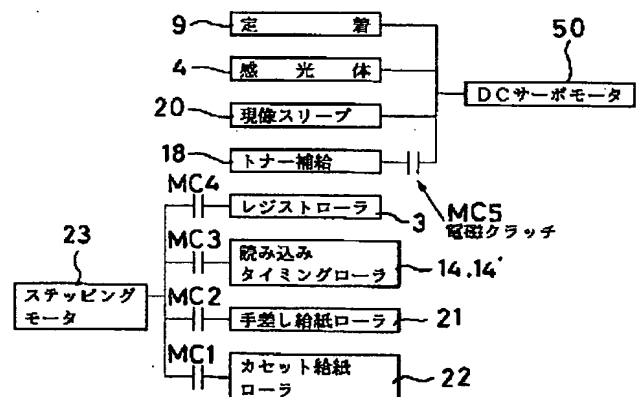 9
定着
50
4
感光体
DCサーボモータ
20
現像スリーブ
18
トナー補給
MC4
レジストローラ
3
MC5
電磁クラッチ
23
MC3
読み込み
タイミングローラ
14.14'
ステッピング
モータ
MC2
手差し給紙ローラ
21
MC1
カセット給紙
ローラ
22